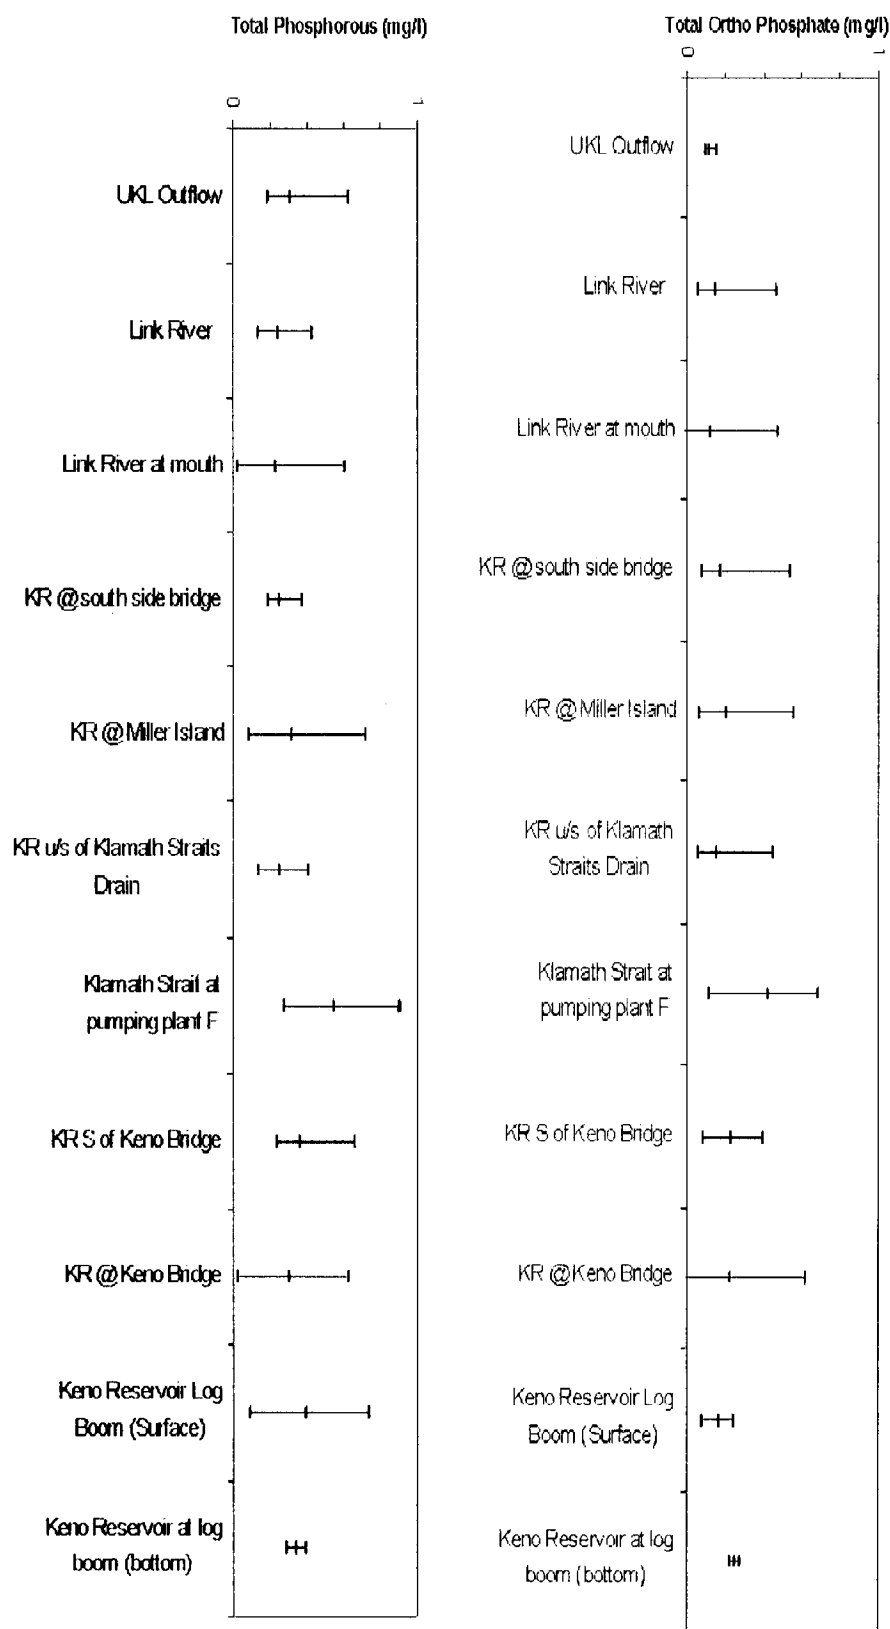 Total Phosphorous (mg/l)
0
1
UKL Outflow
Link River
Link River at mouth
KR @ south side bridge
KR @ Miller Island
KR u/s of Klamath Straits
Drain
Klamath Strait at
pumping plant F
KR S of Keno Bridge
KR @ Keno Bridge
Keno Reservoir Log
Boom (Surface)
Keno Reservoir at log
boom (bottom)
Total Ortho Phosphate (mg/l)
0
1
UKL Outflow
Link River
Link River at mouth
KR @ south side bridge
KR @ Miller Island
KR u/s of Klamath
Straits Drain
Klamath Strait at
pumping plant F
KR S of Keno Bridge
KR @ Keno Bridge
Keno Reservoir Log
Boom (Surface)
Keno Reservoir at log
boom (bottom)